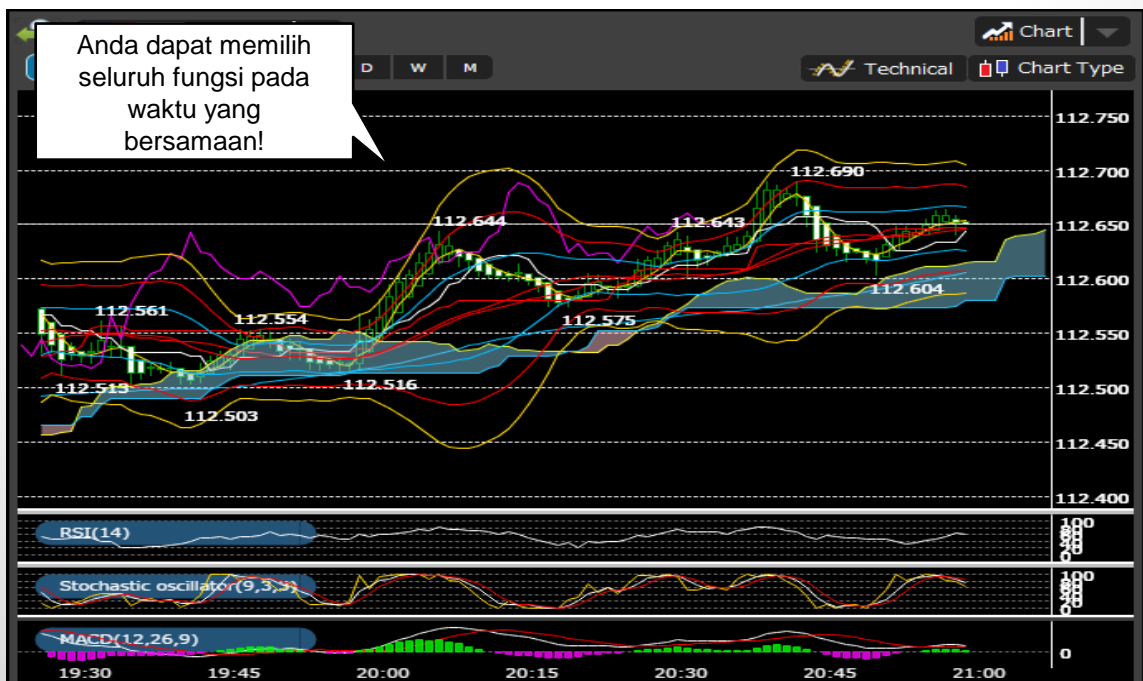 Anda dapat memilih
seluruh fungsi pada
waktu yang
bersamaan!
Chart
D W M
Technical
Chart Type
112.750
112.700
112.650
112.600
112.550
112.500
112.450
112.400
112.690
112.644
112.643
112.561
112.554
112.604
112.575
112.513
112.516
112.503
RSI(14)
100
0
Stochastic oscillator(9,3,3)
100
0
MACD(12,26,9)
0
19:30 19:45 20:00 20:15 20:30 20:45 21:00